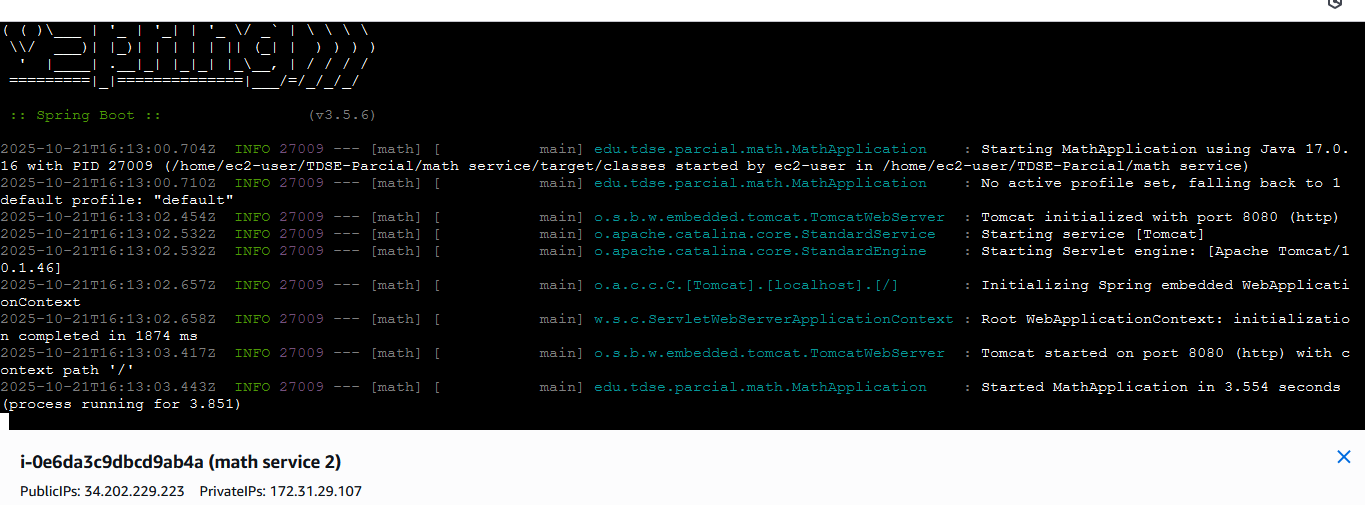 :: Spring Boot ::                (v3.5.6)
2025-10-21T16:13:00.704Z  INFO 27009 --- [math] [           main] edu.tdse.parcial.math.MathApplication    : Starting MathApplication using Java 17.0.
16 with PID 27009 (/home/ec2-user/TDSE-Parcial/math service/target/classes started by ec2-user in /home/ec2-user/TDSE-Parcial/math service)
2025-10-21T16:13:00.710Z  INFO 27009 --- [math] [           main] edu.tdse.parcial.math.MathApplication    : No active profile set, falling back to 1
default profile: "default"
2025-10-21T16:13:02.454Z  INFO 27009 --- [math] [           main] o.s.b.w.embedded.tomcat.TomcatWebServer  : Tomcat initialized with port 8080 (http)
2025-10-21T16:13:02.532Z  INFO 27009 --- [math] [           main] o.apache.catalina.core.StandardService   : Starting service [Tomcat]
2025-10-21T16:13:02.532Z  INFO 27009 --- [math] [           main] o.apache.catalina.core.StandardEngine    : Starting Servlet engine: [Apache Tomcat/1
0.1.46]
2025-10-21T16:13:02.657Z  INFO 27009 --- [math] [           main] o.a.c.c.C.[Tomcat].[localhost].[/]       : Initializing Spring embedded WebApplicati
onContext
2025-10-21T16:13:02.658Z  INFO 27009 --- [math] [           main] w.s.c.ServletWebServerApplicationContext : Root WebApplicationContext: initializatio
n completed in 1874 ms
2025-10-21T16:13:03.417Z  INFO 27009 --- [math] [           main] o.s.b.w.embedded.tomcat.TomcatWebServer  : Tomcat started on port 8080 (http) with c
ontext path '/'
2025-10-21T16:13:03.443Z  INFO 27009 --- [math] [           main] edu.tdse.parcial.math.MathApplication    : Started MathApplication in 3.554 seconds
(process running for 3.851)
i-0e6da3c9dbcd9ab4a (math service 2)
PublicIPs: 34.202.229.223    PrivateIPs: 172.31.29.107